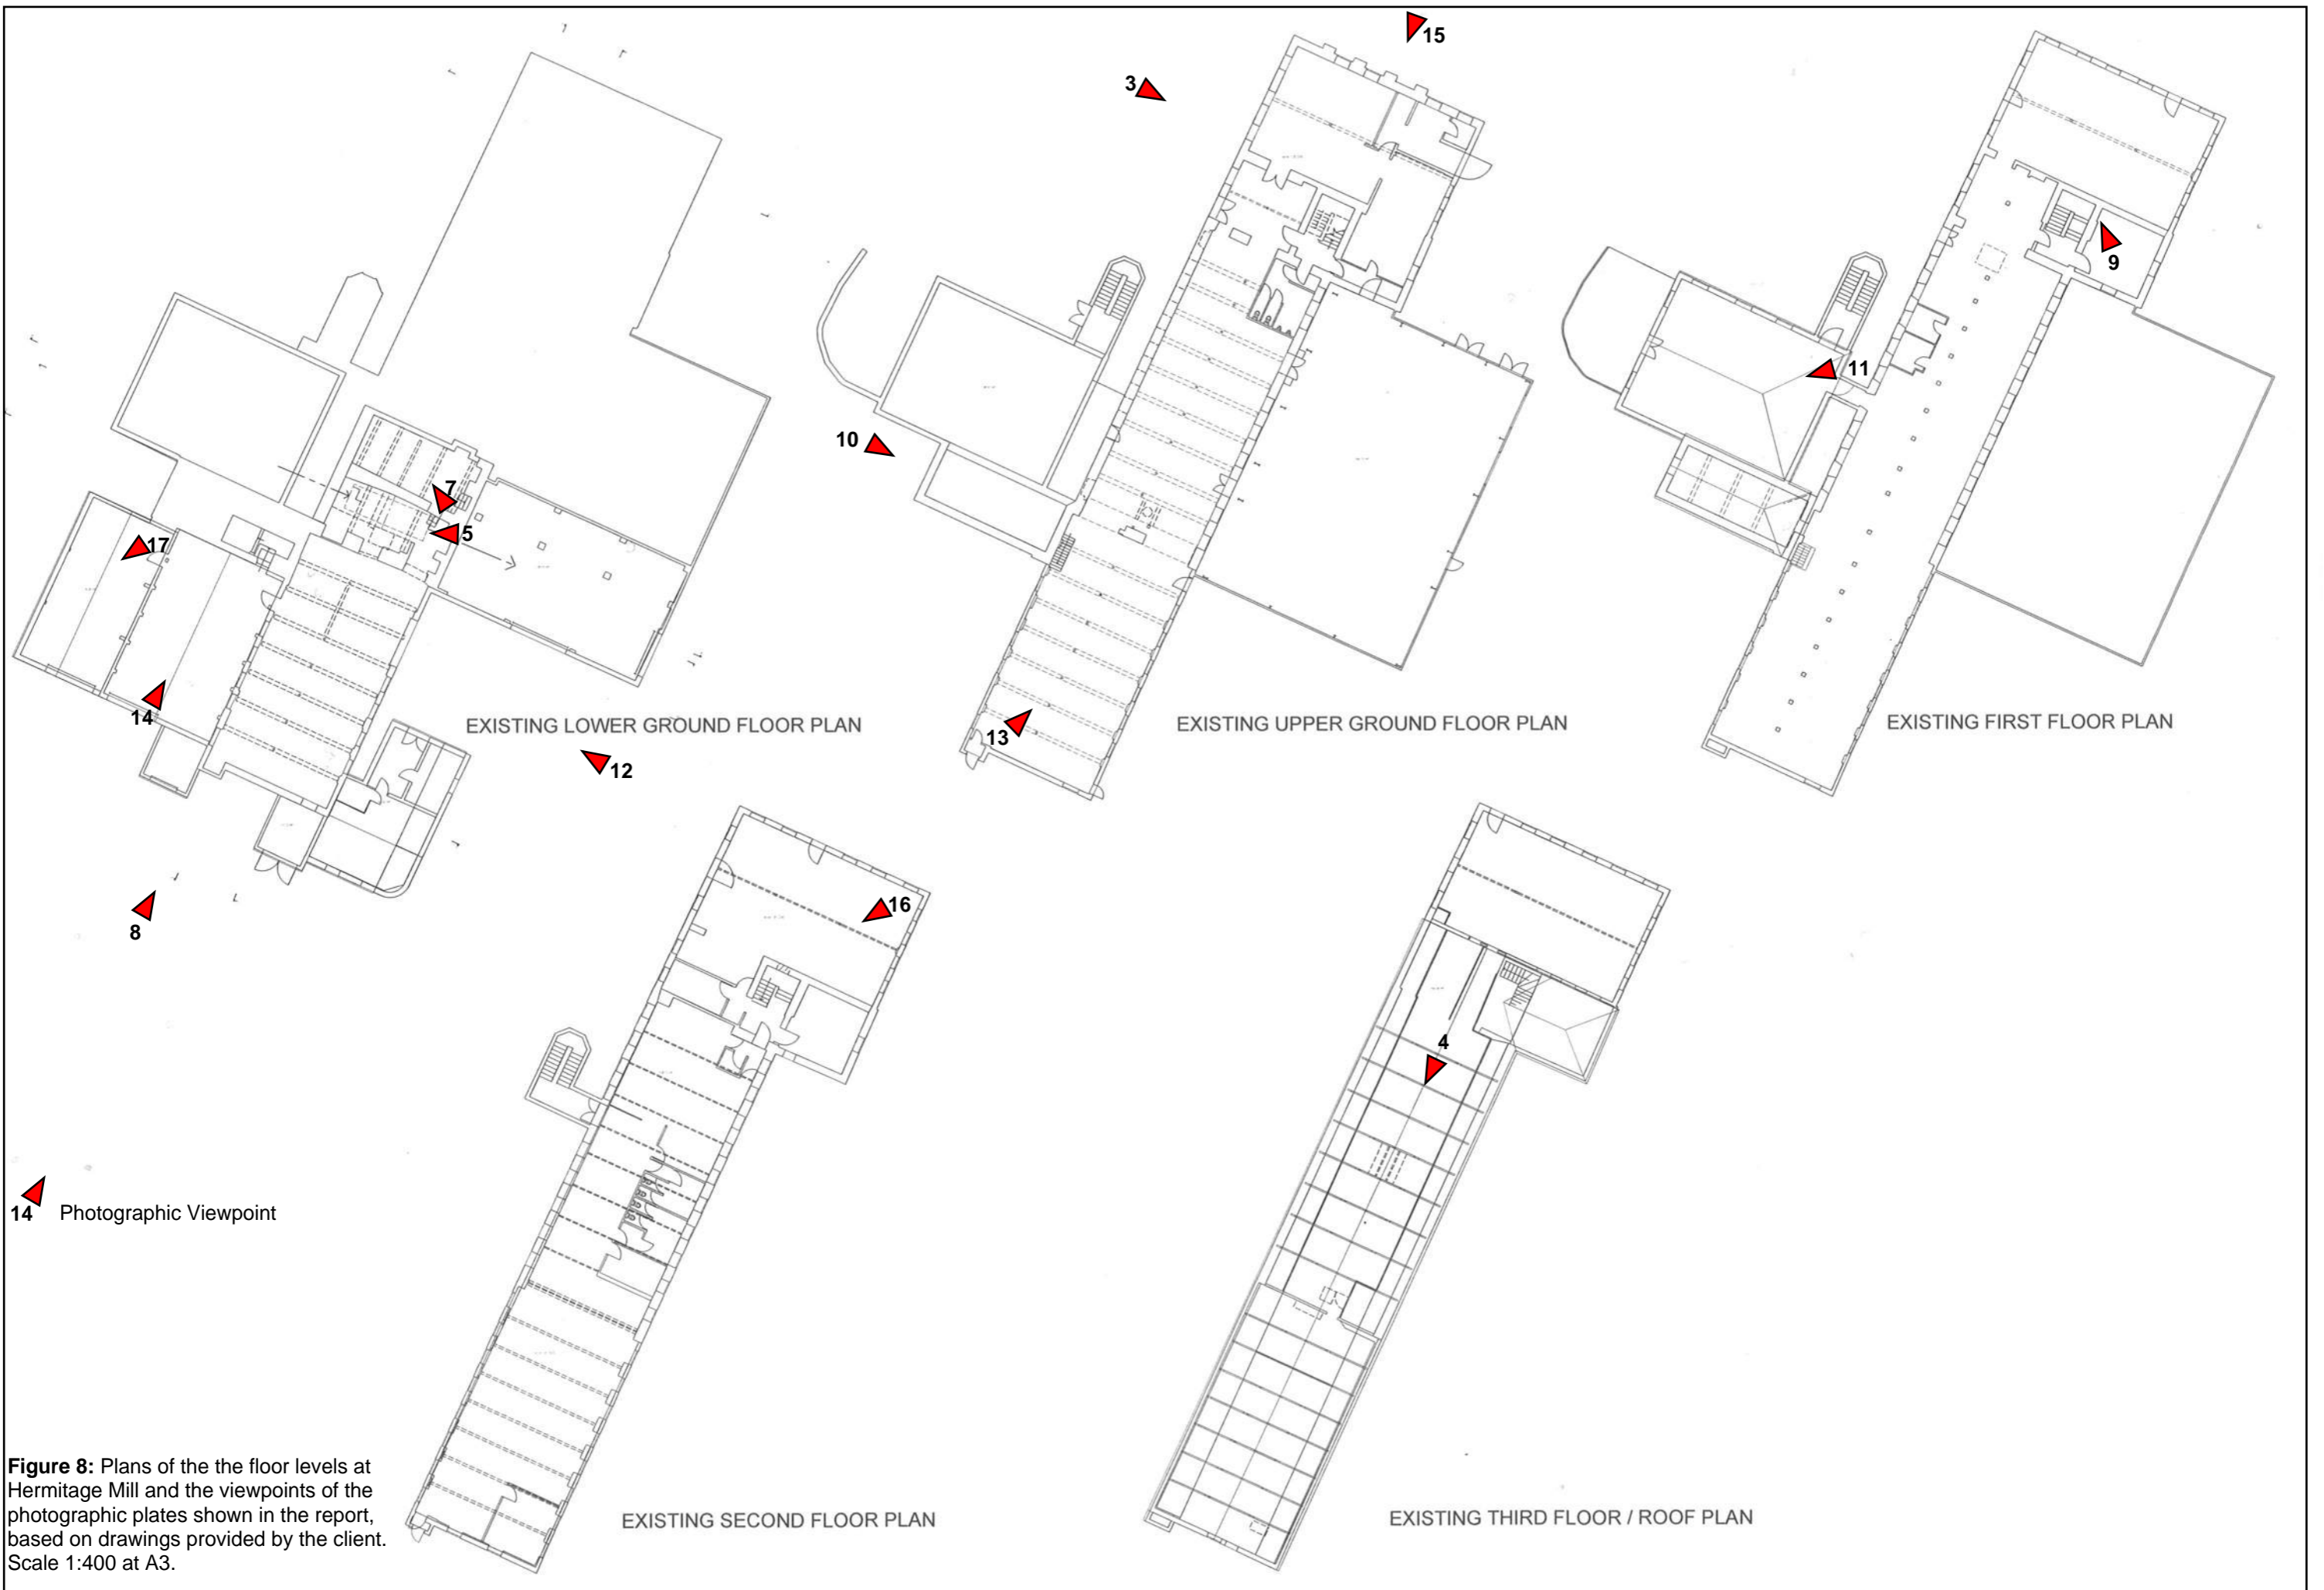 15
3
9
11
10
7
5
17
14
13
12
EXISTING LOWER GROUND FLOOR PLAN
EXISTING UPPER GROUND FLOOR PLAN
EXISTING FIRST FLOOR PLAN
8
16
4
14 Photographic Viewpoint
Figure 8: Plans of the the floor levels at
Hermitage Mill and the viewpoints of the
photographic plates shown in the report,
based on drawings provided by the client.
Scale 1:400 at A3.
EXISTING SECOND FLOOR PLAN
EXISTING THIRD FLOOR / ROOF PLAN